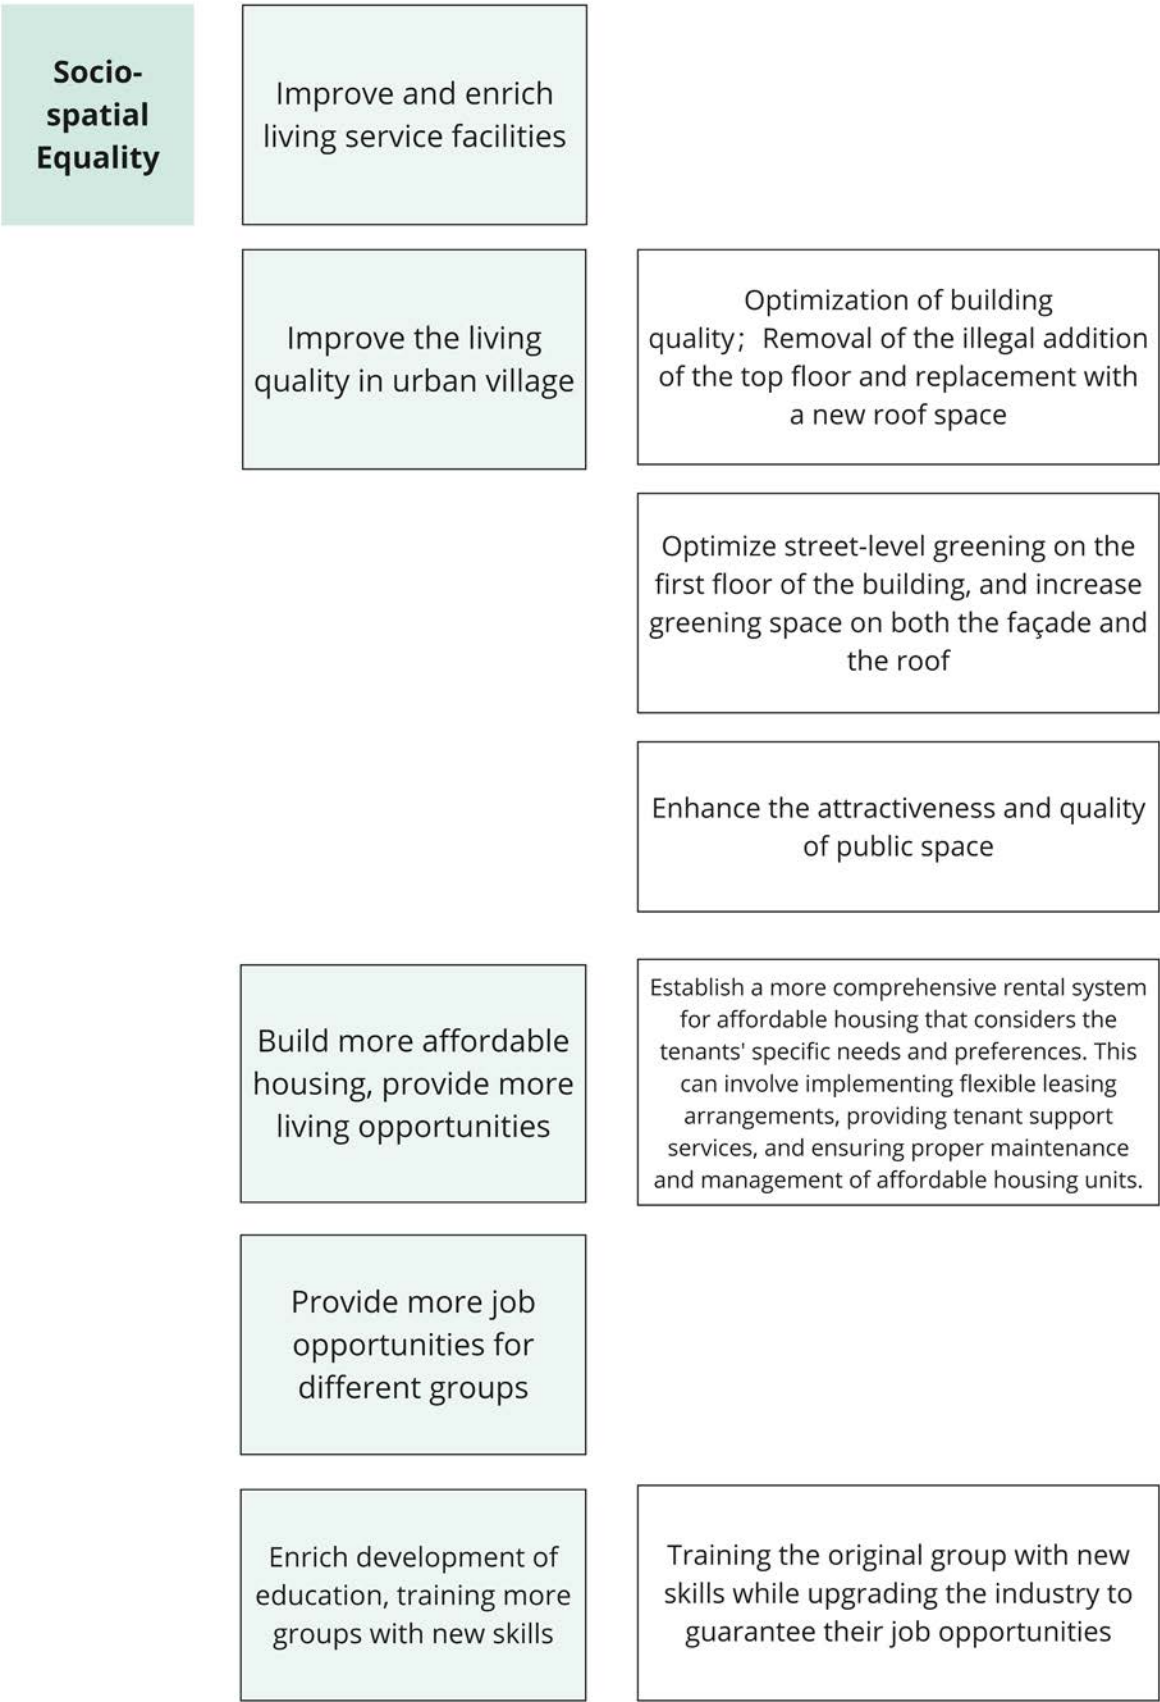 Socio-
spatial
Equality
Improve and enrich
living service facilities
Improve the living
quality in urban village
Optimization of building
quality； Removal of the illegal addition
of the top floor and replacement with
a new roof space
Optimize street-level greening on the
first floor of the building, and increase
greening space on both the façade and
the roof
Enhance the attractiveness and quality
of public space
Build more affordable
housing, provide more
living opportunities
Establish a more comprehensive rental system
for affordable housing that considers the
tenants' specific needs and preferences. This
can involve implementing flexible leasing
arrangements, providing tenant support
services, and ensuring proper maintenance
and management of affordable housing units.
Provide more job
opportunities for
different groups
Enrich development of
education, training more
groups with new skills
Training the original group with new
skills while upgrading the industry to
guarantee their job opportunities